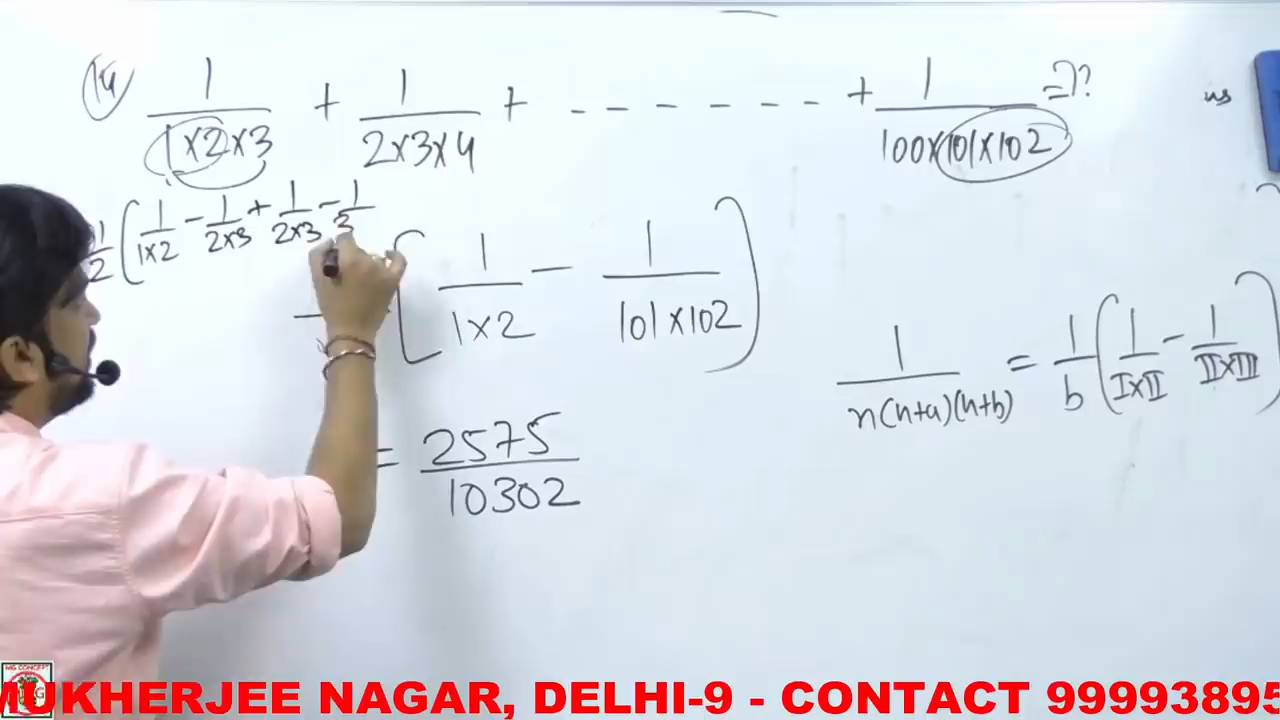 (14) 1/(1×2×3) + 1/(2×3×4) + - - - - - - - + 1/(100×101×102) = ??
1/2 ( 1/(1×2) - 1/(2×3) + 1/(2×3) - 1/3
( 1/(1×2) - 1/(101×102) )
1/(n(n+a)(n+b)) = 1/b ( 1/(I×II) - 1/(II×III) )
= 2575/10302
MUKHERJEE NAGAR, DELHI-9 - CONTACT 99993895